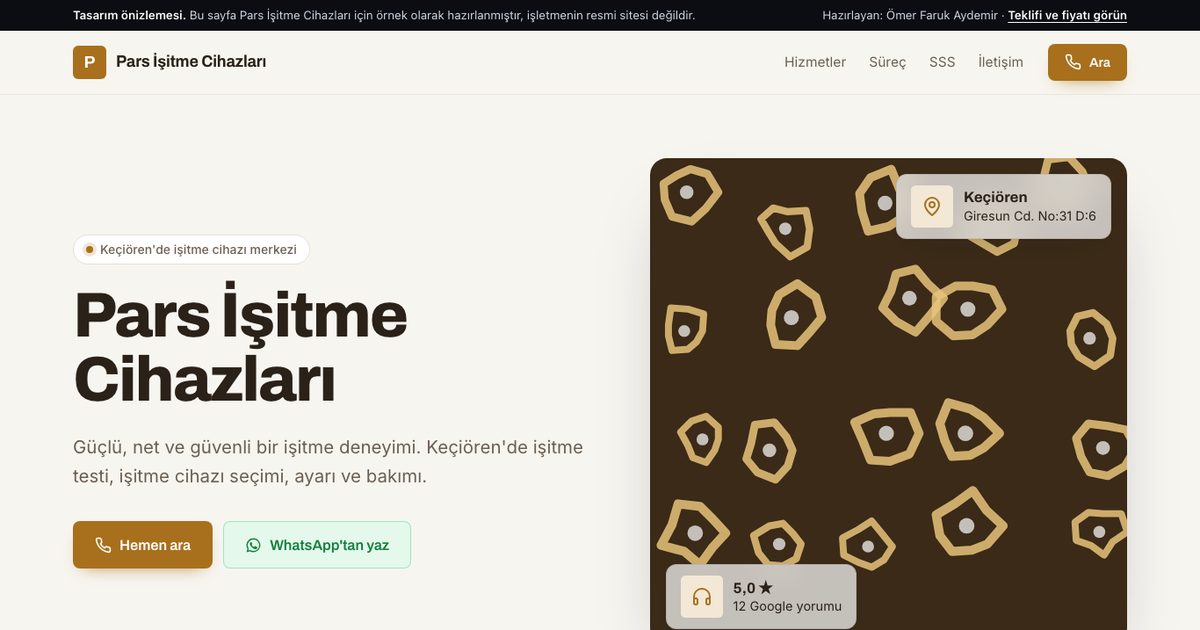 Tasarım önizlemesi. Bu sayfa Pars İşitme Cihazları için örnek olarak hazırlanmıştır, işletmenin resmi sitesi değildir.
Hazırlayan: Ömer Faruk Aydemir · Teklifi ve fiyatı görün
P
Pars İşitme Cihazları
Hizmetler
Süreç
SSS
İletişim
Ara
Keçiören
Giresun Cd. No:31 D:6
Keçiören'de işitme cihazı merkezi
Pars İşitme
Cihazları
Güçlü, net ve güvenli bir işitme deneyimi. Keçiören'de işitme
testi, işitme cihazı seçimi, ayarı ve bakımı.
Hemen ara
WhatsApp'tan yaz
5,0 ★
12 Google yorumu